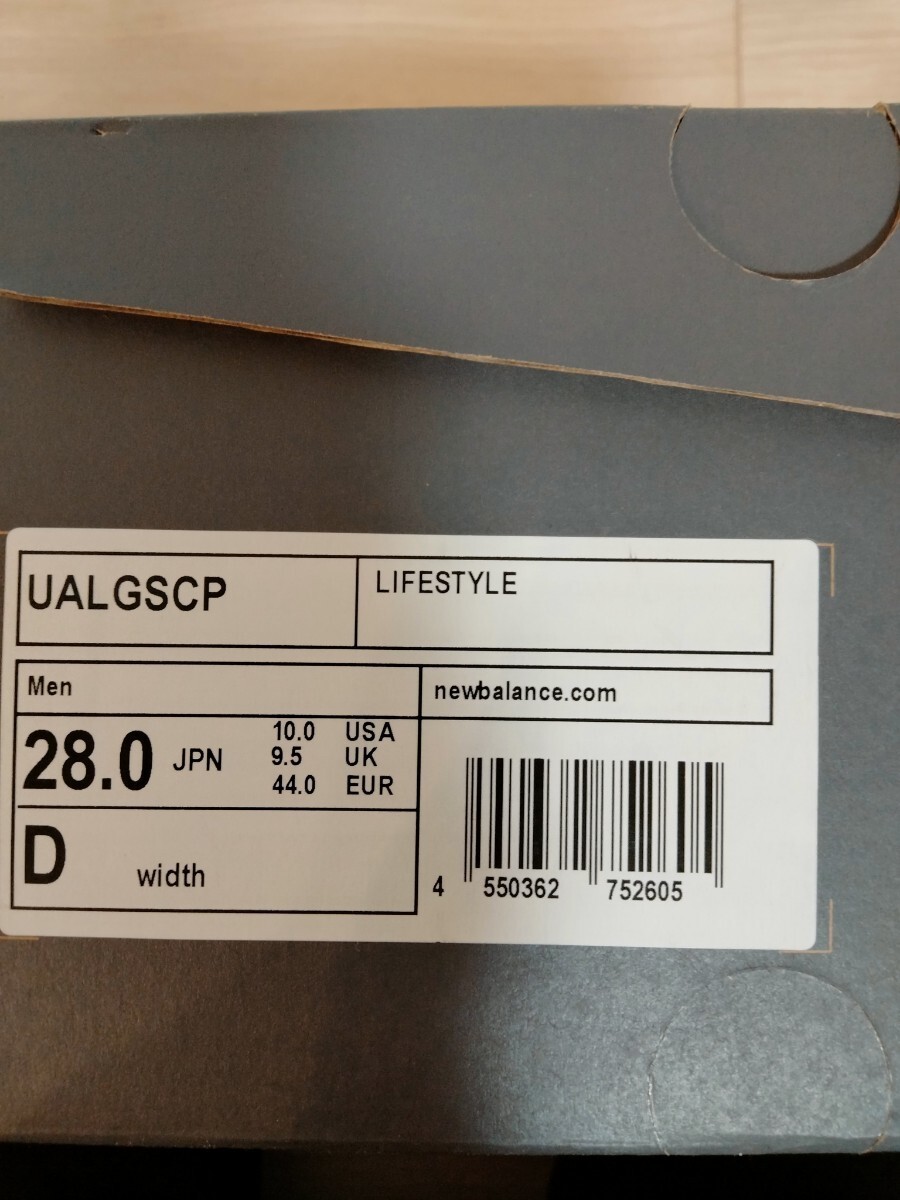 UALGSCP
LIFESTYLE
Men
newbalance.com
28.0 JPN
10.0 USA
9.5 UK
44.0 EUR
D width
4 550362 752605